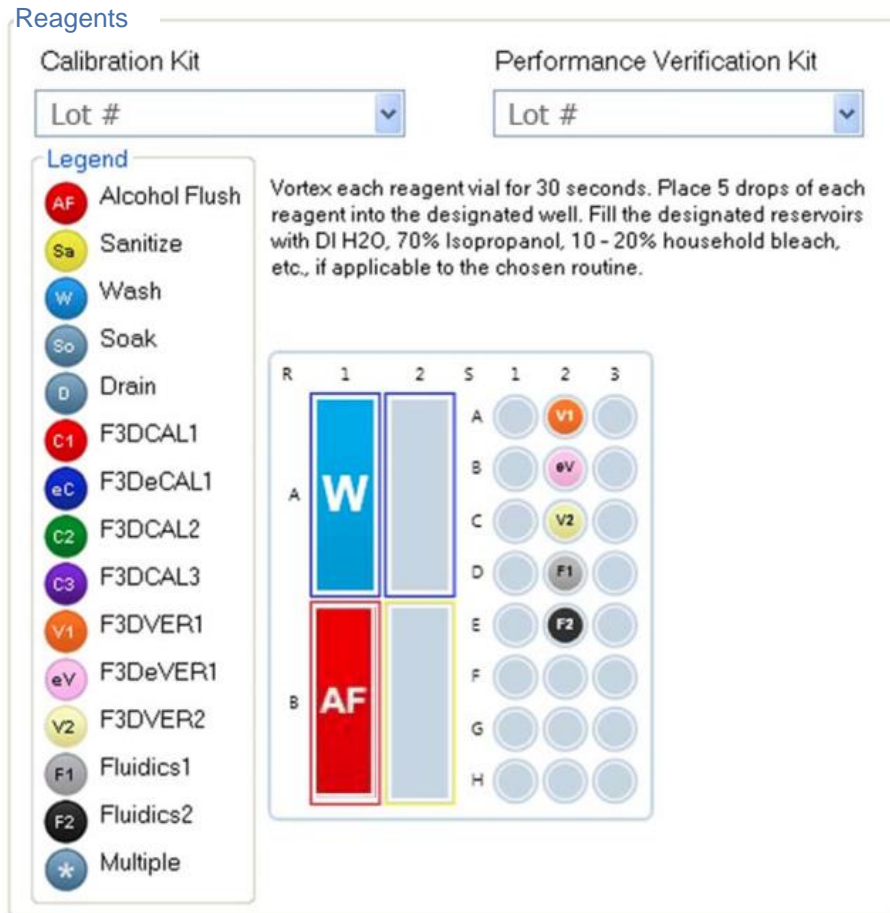 Reagents
Calibration Kit
Performance Verification Kit
Lot #
Lot #
Legend
AF Alcohol Flush
Sa Sanitize
W Wash
So Soak
D Drain
C1 F3DCAL1
eC F3DeCAL1
C2 F3DCAL2
C3 F3DCAL3
V1 F3DVER1
eV F3DeVER1
V2 F3DVER2
F1 Fluidics1
F2 Fluidics2
* Multiple
Vortex each reagent vial for 30 seconds. Place 5 drops of each
reagent into the designated well. Fill the designated reservoirs
with DI H2O, 70% Isopropanol, 10 - 20% household bleach,
etc., if applicable to the chosen routine.
R 1 2 S 1 2 3
A V1
B eV
A W
C V2
D F1
E F2
F
B AF
G
H